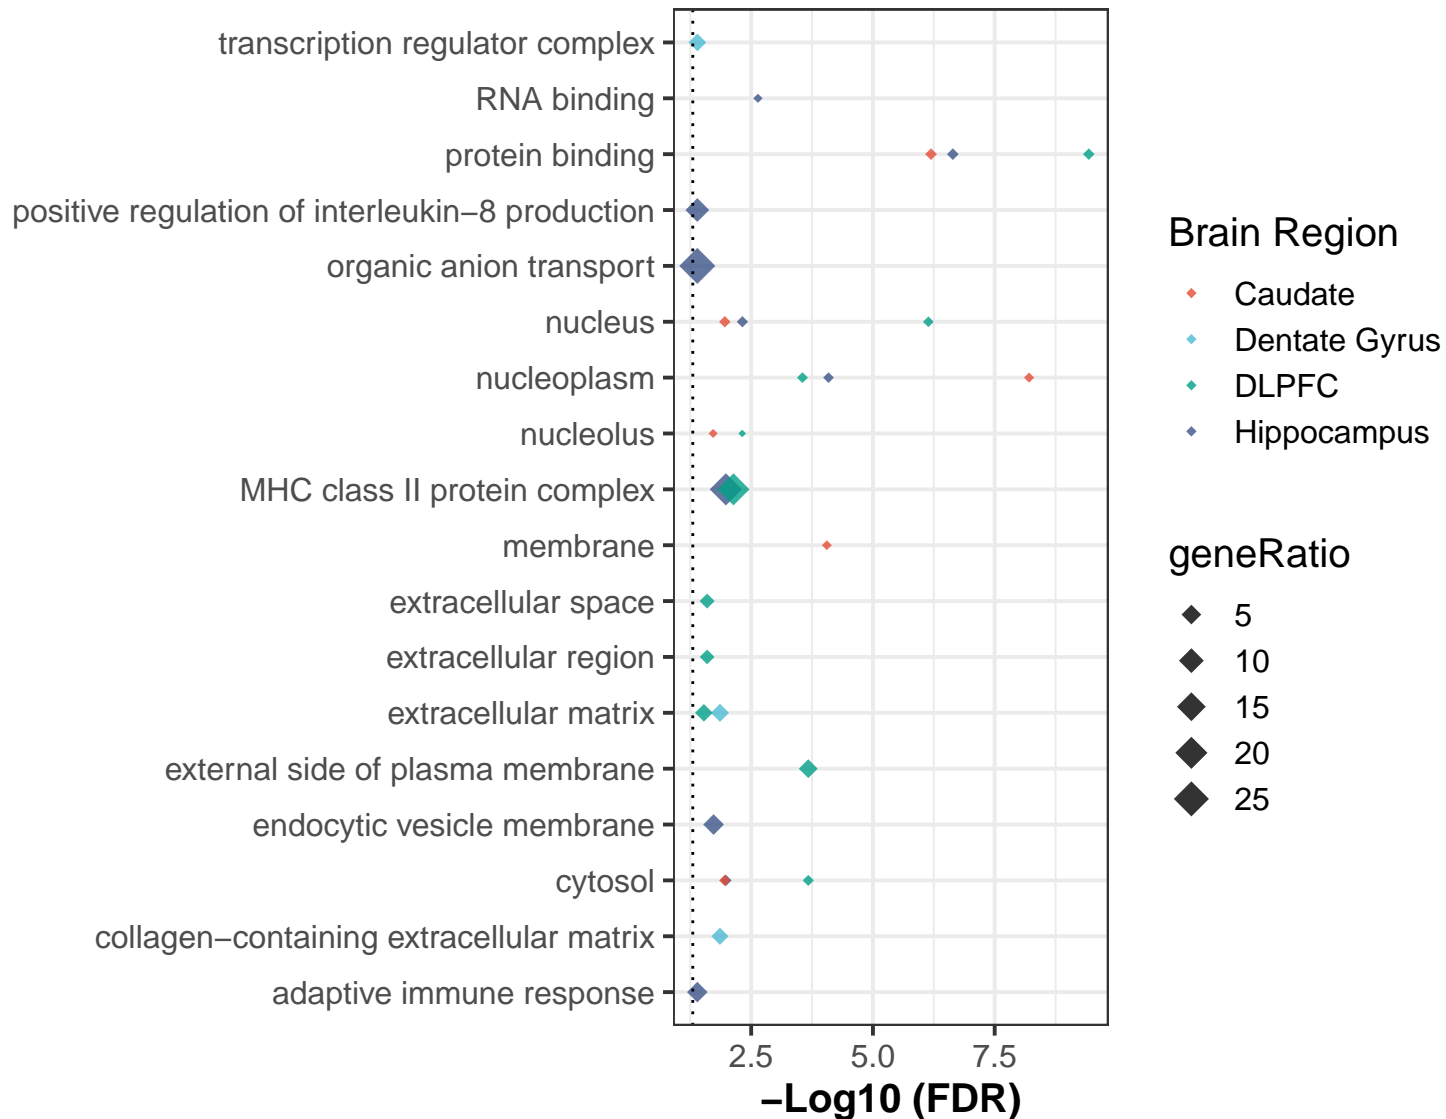 transcription regulator complex
RNA binding
protein binding
positive regulation of interleukin−8 production
organic anion transport
nucleus
nucleoplasm
nucleolus
MHC class II protein complex
membrane
extracellular space
extracellular region
extracellular matrix
external side of plasma membrane
endocytic vesicle membrane
cytosol
collagen−containing extracellular matrix
adaptive immune response
2.5 5.0 7.5
−Log10 (FDR)
Brain Region
Caudate
Dentate Gyrus
DLPFC
Hippocampus
geneRatio
5
10
15
20
25